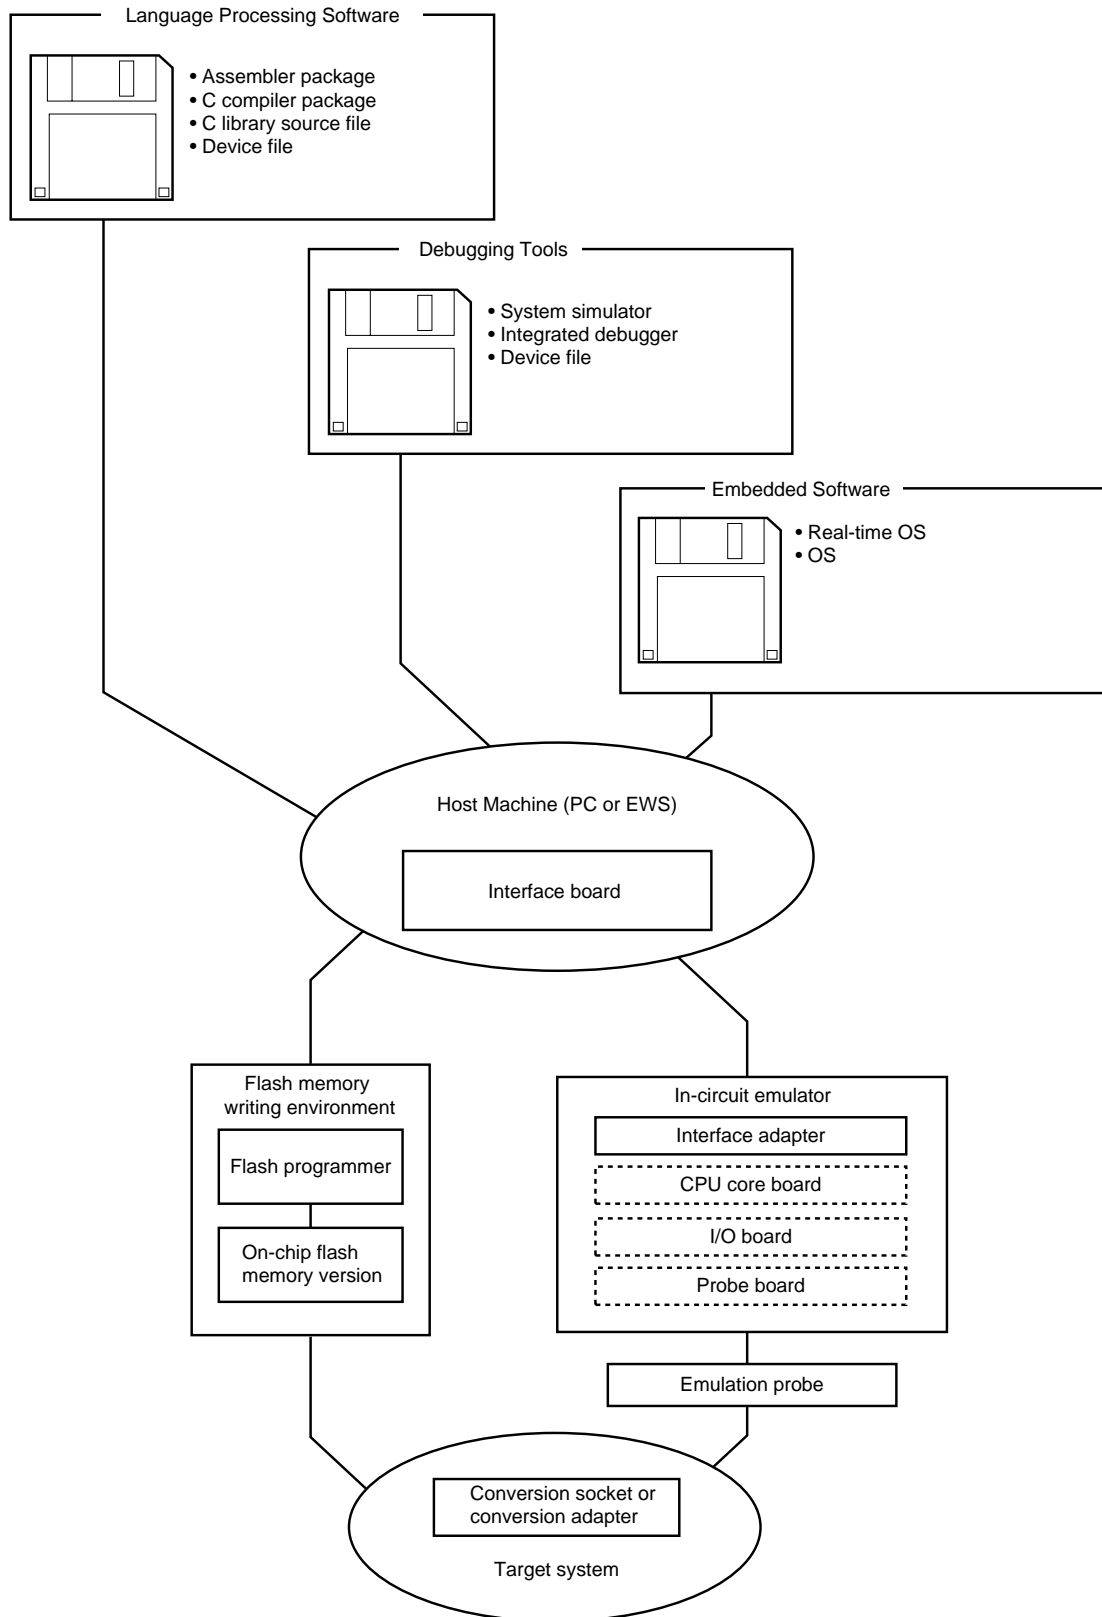 Language Processing Software
• Assembler package
• C compiler package
• C library source file
• Device file
Debugging Tools
• System simulator
• Integrated debugger
• Device file
Embedded Software
• Real-time OS
• OS
Host Machine (PC or EWS)
Interface board
Flash memory
writing environment
Flash programmer
On-chip flash
memory version
In-circuit emulator
Interface adapter
CPU core board
I/O board
Probe board
Emulation probe
Conversion socket or
conversion adapter
Target system